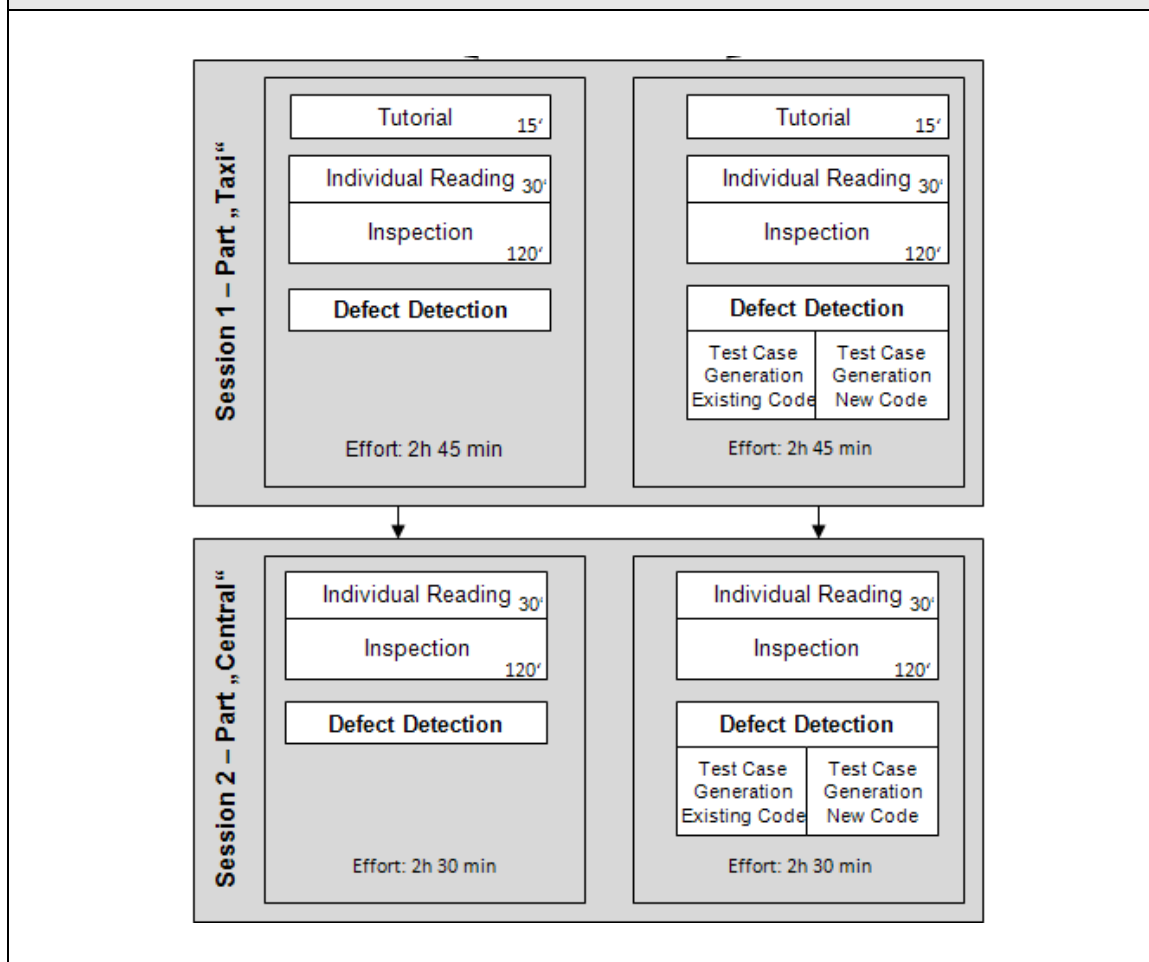 Session 1 – Part „Taxi“
Tutorial 15‘
Individual Reading 30‘
Inspection
120‘
Defect Detection
Effort: 2h 45 min
Tutorial 15‘
Individual Reading 30‘
Inspection
120‘
Defect Detection
Test Case
Generation
Existing Code
Test Case
Generation
New Code
Effort: 2h 45 min
Session 2 – Part „Central“
Individual Reading 30‘
Inspection
120‘
Defect Detection
Effort: 2h 30 min
Individual Reading 30‘
Inspection
120‘
Defect Detection
Test Case
Generation
Existing Code
Test Case
Generation
New Code
Effort: 2h 30 min